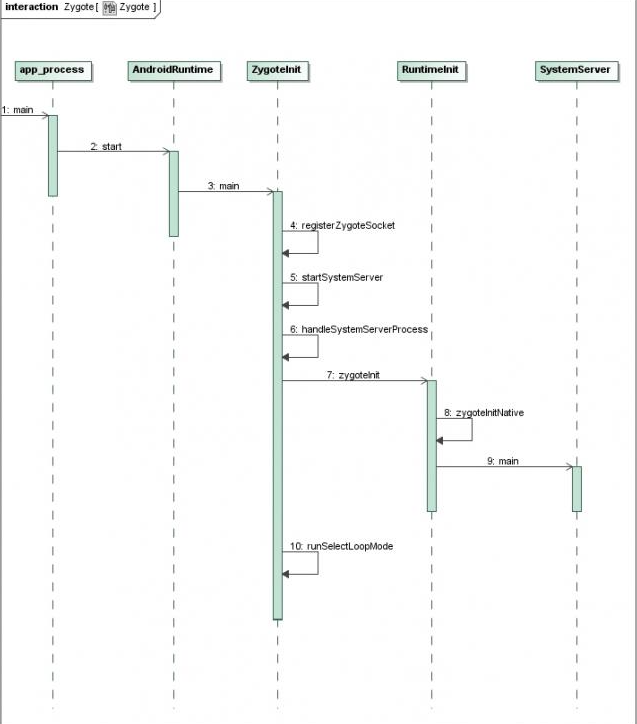 interaction Zygote [ Zygote ]
app_process AndroidRuntime ZygoteInit RuntimeInit SystemServer
1: main
2: start
3: main
4: registerZygoteSocket
5: startSystemServer
6: handleSystemServerProcess
7: zygoteInit
8: zygoteInitNative
9: main
10: runSelectLoopMode